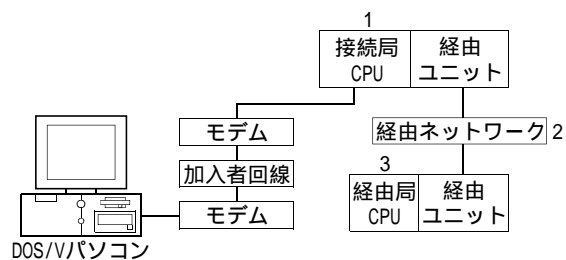 1
接続局
CPU
経由
ユニット
モデム
経由ネットワーク 2
加入者回線
3
モデム
経由局
CPU
経由
ユニット
DOS/Vパソコン